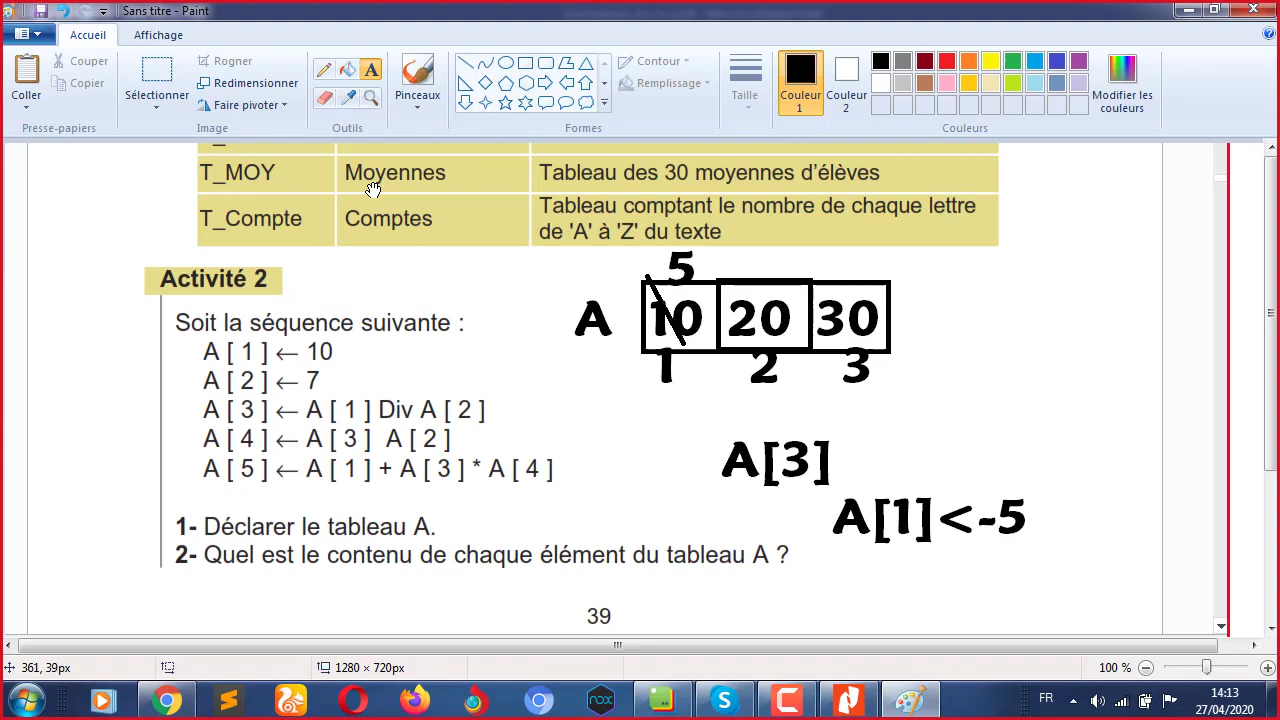 Sans titre - Paint
Accueil Affichage
Coller
Couper
Copier
Presse-papiers
Sélectionner
Rogner
Redimensionner
Faire pivoter
Image
Outils
Pinceaux
Contour
Remplissage
Formes
Taille
Couleur 1
Couleur 2
Modifier les couleurs
Couleurs
T_MOY Moyennes Tableau des 30 moyennes d'élèves
T_Compte Comptes Tableau comptant le nombre de chaque lettre
de 'A' à 'Z' du texte
Activité 2
Soit la séquence suivante :
A [ 1 ] ← 10
A [ 2 ] ← 7
A [ 3 ] ← A [ 1 ] Div A [ 2 ]
A [ 4 ] ← A [ 3 ] A [ 2 ]
A [ 5 ] ← A [ 1 ] + A [ 3 ] * A [ 4 ]
1- Déclarer le tableau A.
2- Quel est le contenu de chaque élément du tableau A ?
39
5
A 10 20 30
1 2 3
A[3]
A[1]<-5
361, 39px
1280 × 720px
100 %
FR
14:13
27/04/2020